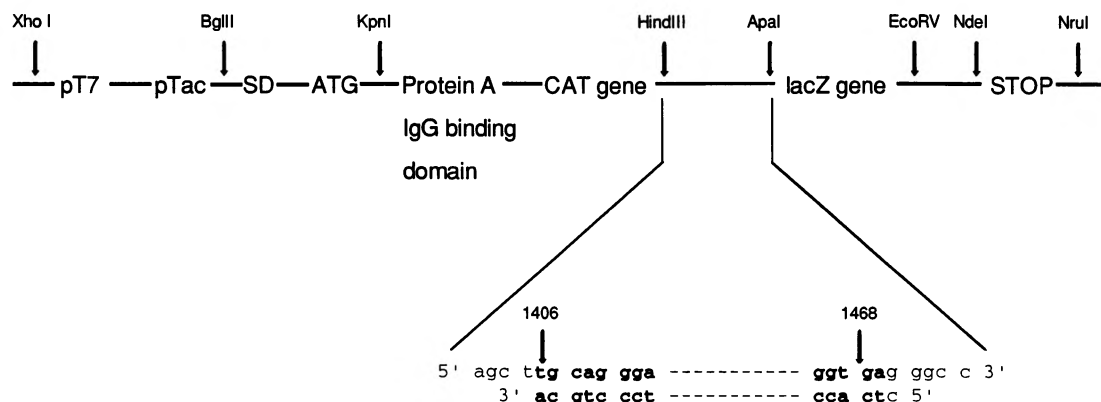 Xho I BglII KpnI HindIII ApaI EcoRV NdeI NruI
pT7 pTac SD ATG Protein A CAT gene lacZ gene STOP
IgG binding
domain
1406 1468
5' agc ttg cag gga ggt gag ggc c 3'
3' ac gtc cct cca ctc 5'